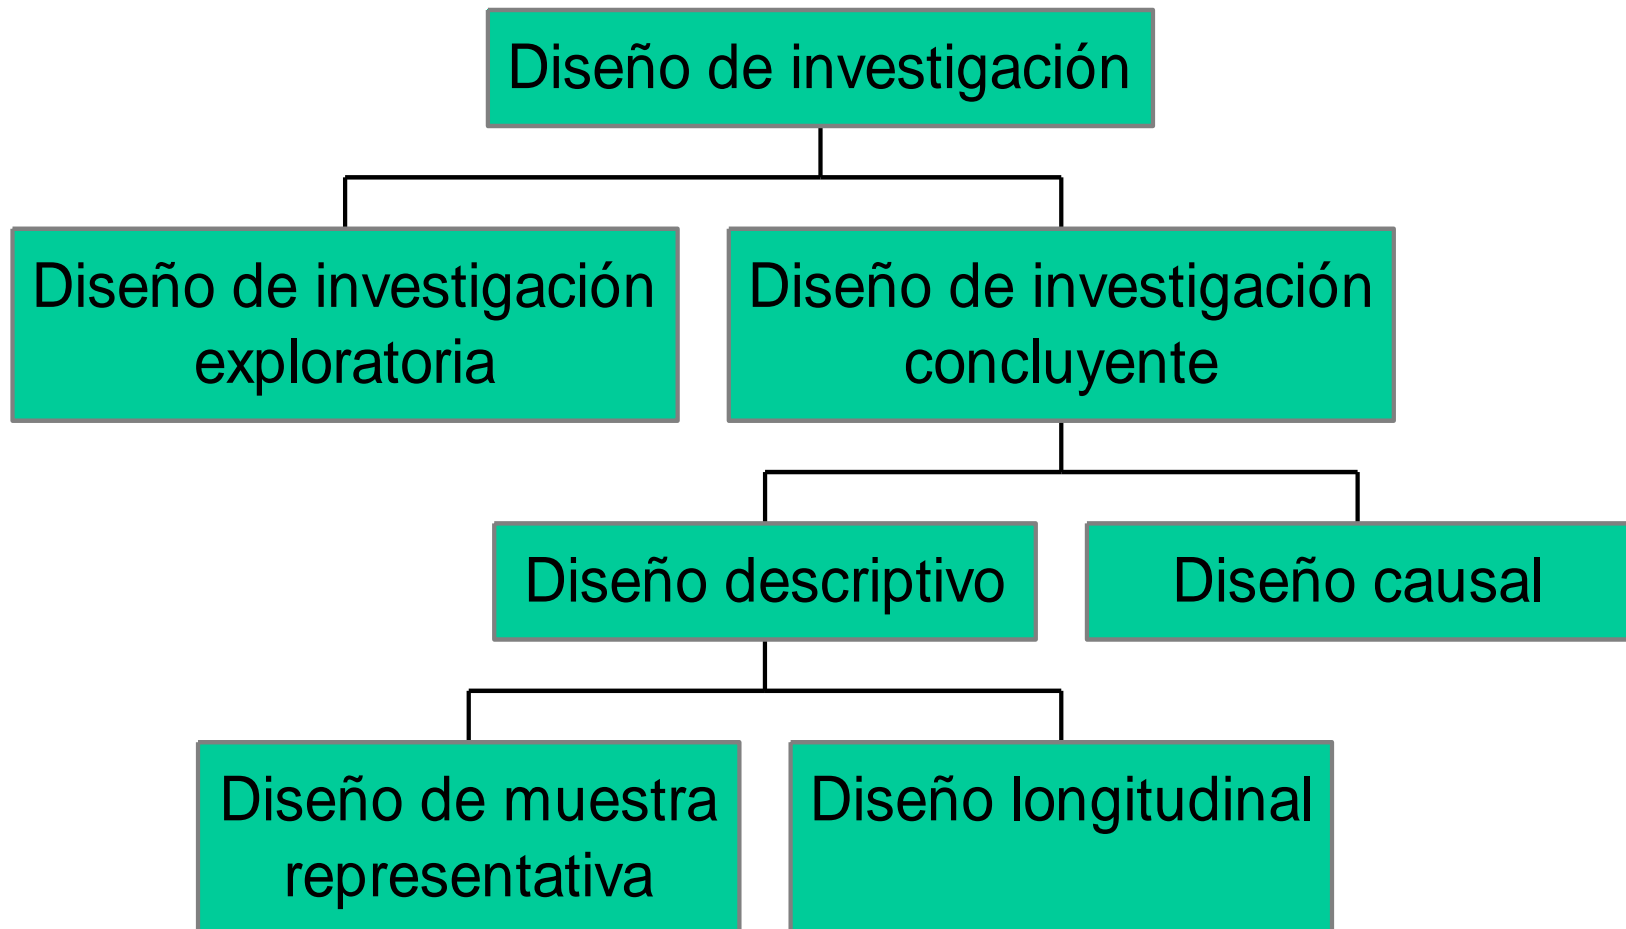 Diseño de investigación
Diseño de investigación
exploratoria
Diseño de investigación
concluyente
Diseño descriptivo
Diseño causal
Diseño de muestra
representativa
Diseño longitudinal